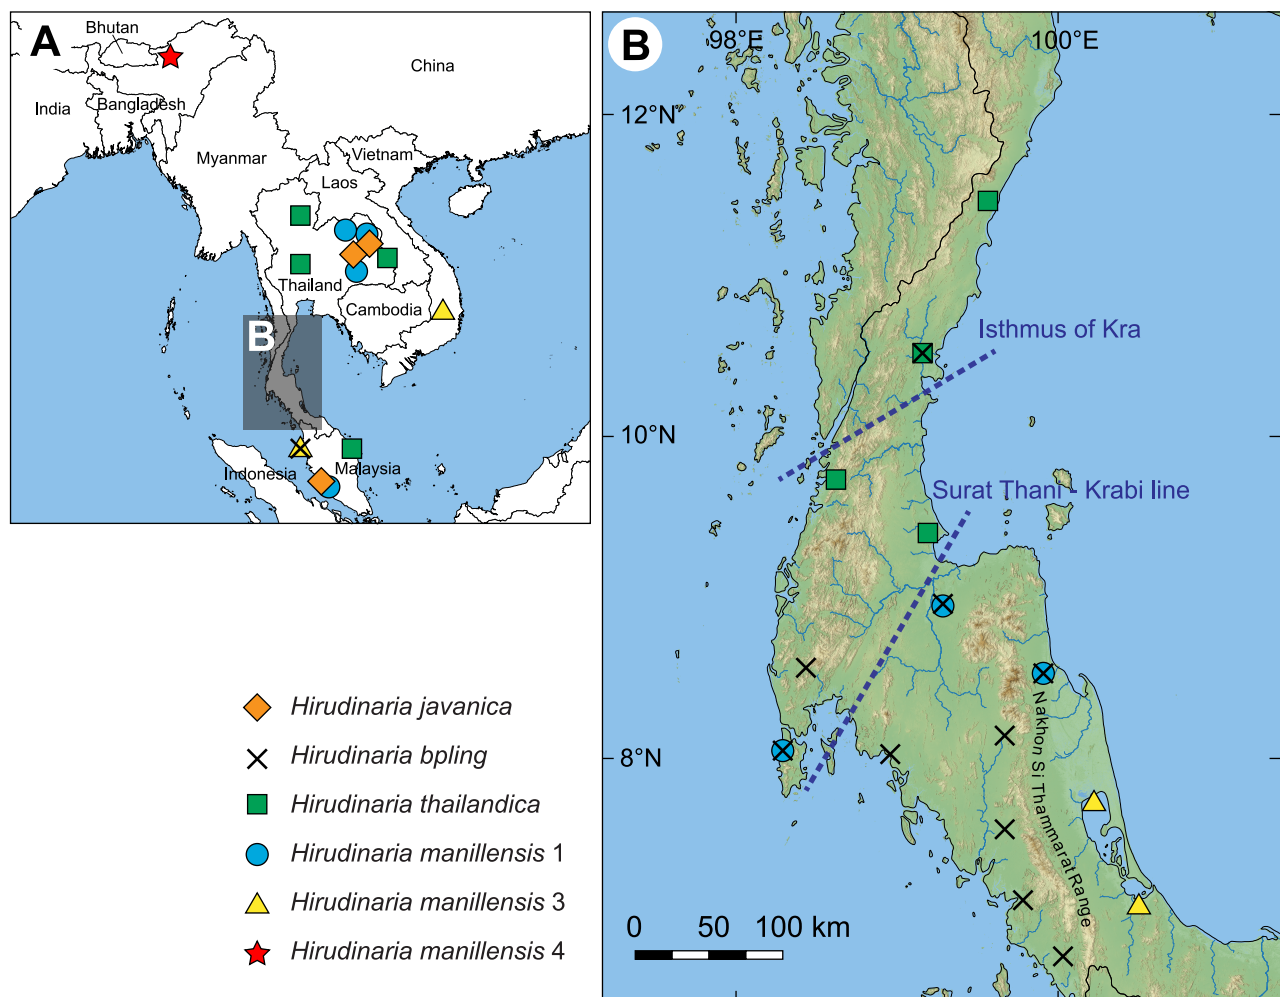 A
Bhutan
China
India
Bangladesh
Myanmar
Vietnam
Laos
Thailand
Cambodia
B
Indonesia
Malaysia
Hirudinaria javanica
Hirudinaria bpling
Hirudinaria thailandica
Hirudinaria manillensis 1
Hirudinaria manillensis 3
Hirudinaria manillensis 4
B
98°E
100°E
12°N
Isthmus of Kra
10°N
Surat Thani - Krabi line
8°N
Nakhon Si Thammarat Range
0 50 100 km